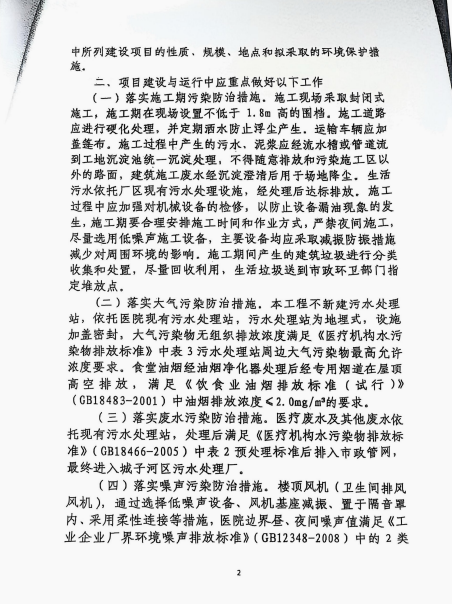 中所列建设项目的性质、规模、地点和拟采取的环境保护措
施。
二、项目建设与运行中应重点做好以下工作
（一）落实施工期污染防治措施。施工现场采取封闭式
施工，施工期在现场设置不低于 1.8m 高的围档。施工道路
应进行硬化处理，并定期洒水防止浮尘产生。运输车辆应加
盖篷布。施工过程中产生的污水、泥浆应经流水槽或管道流
到工地沉淀池统一沉淀处理，不得随意排放和污染施工区以
外的路面，建筑施工废水经沉淀澄清后用于场地降尘。生活
污水依托厂区现有污水处理设施，经处理后达标排放。施工
过程中应加强对机械设备的检修，以防止设备漏油现象的发
生，施工期要合理安排施工时间和作业方式，严禁夜间施工，
尽量选用低噪声施工设备，主要设备均应采取减振防振措施
减少对周围环境的影响。施工期间产生的建筑垃圾进行分类
收集和处置，尽量回收利用，生活垃圾送到市政环卫部门指
定堆放点。
（二）落实大气污染防治措施。本工程不新建污水处理
站，依托医院现有污水处理站，污水处理站为地埋式，设施
加盖密封，大气污染物无组织排放浓度满足《医疗机构水污
染物排放标准》中表 3 污水处理站周边大气污染物最高允许
浓度要求。食堂油烟经油烟净化器处理后经专用烟道在屋顶
高空排放，满足《饮食业油烟排放标准（试行）》
（GB18483-2001）中油烟排放浓度≤2.0mg/m³的要求。
（三）落实废水污染防治措施。医疗废水及其他废水依
托现有污水处理站，处理后满足《医疗机构水污染物排放标
准》（GB18466-2005）中表 2 预处理标准后排入市政管网，
最终进入城子河区污水处理厂。
（四）落实噪声污染防治措施。楼顶风机（卫生间排风
风机），通过选择低噪声设备、风机基座减振、置于隔音罩
内、采用柔性连接等措施，医院边界昼、夜间噪声值满足《工
业企业厂界环境噪声排放标准》（GB12348-2008）中的 2 类
2